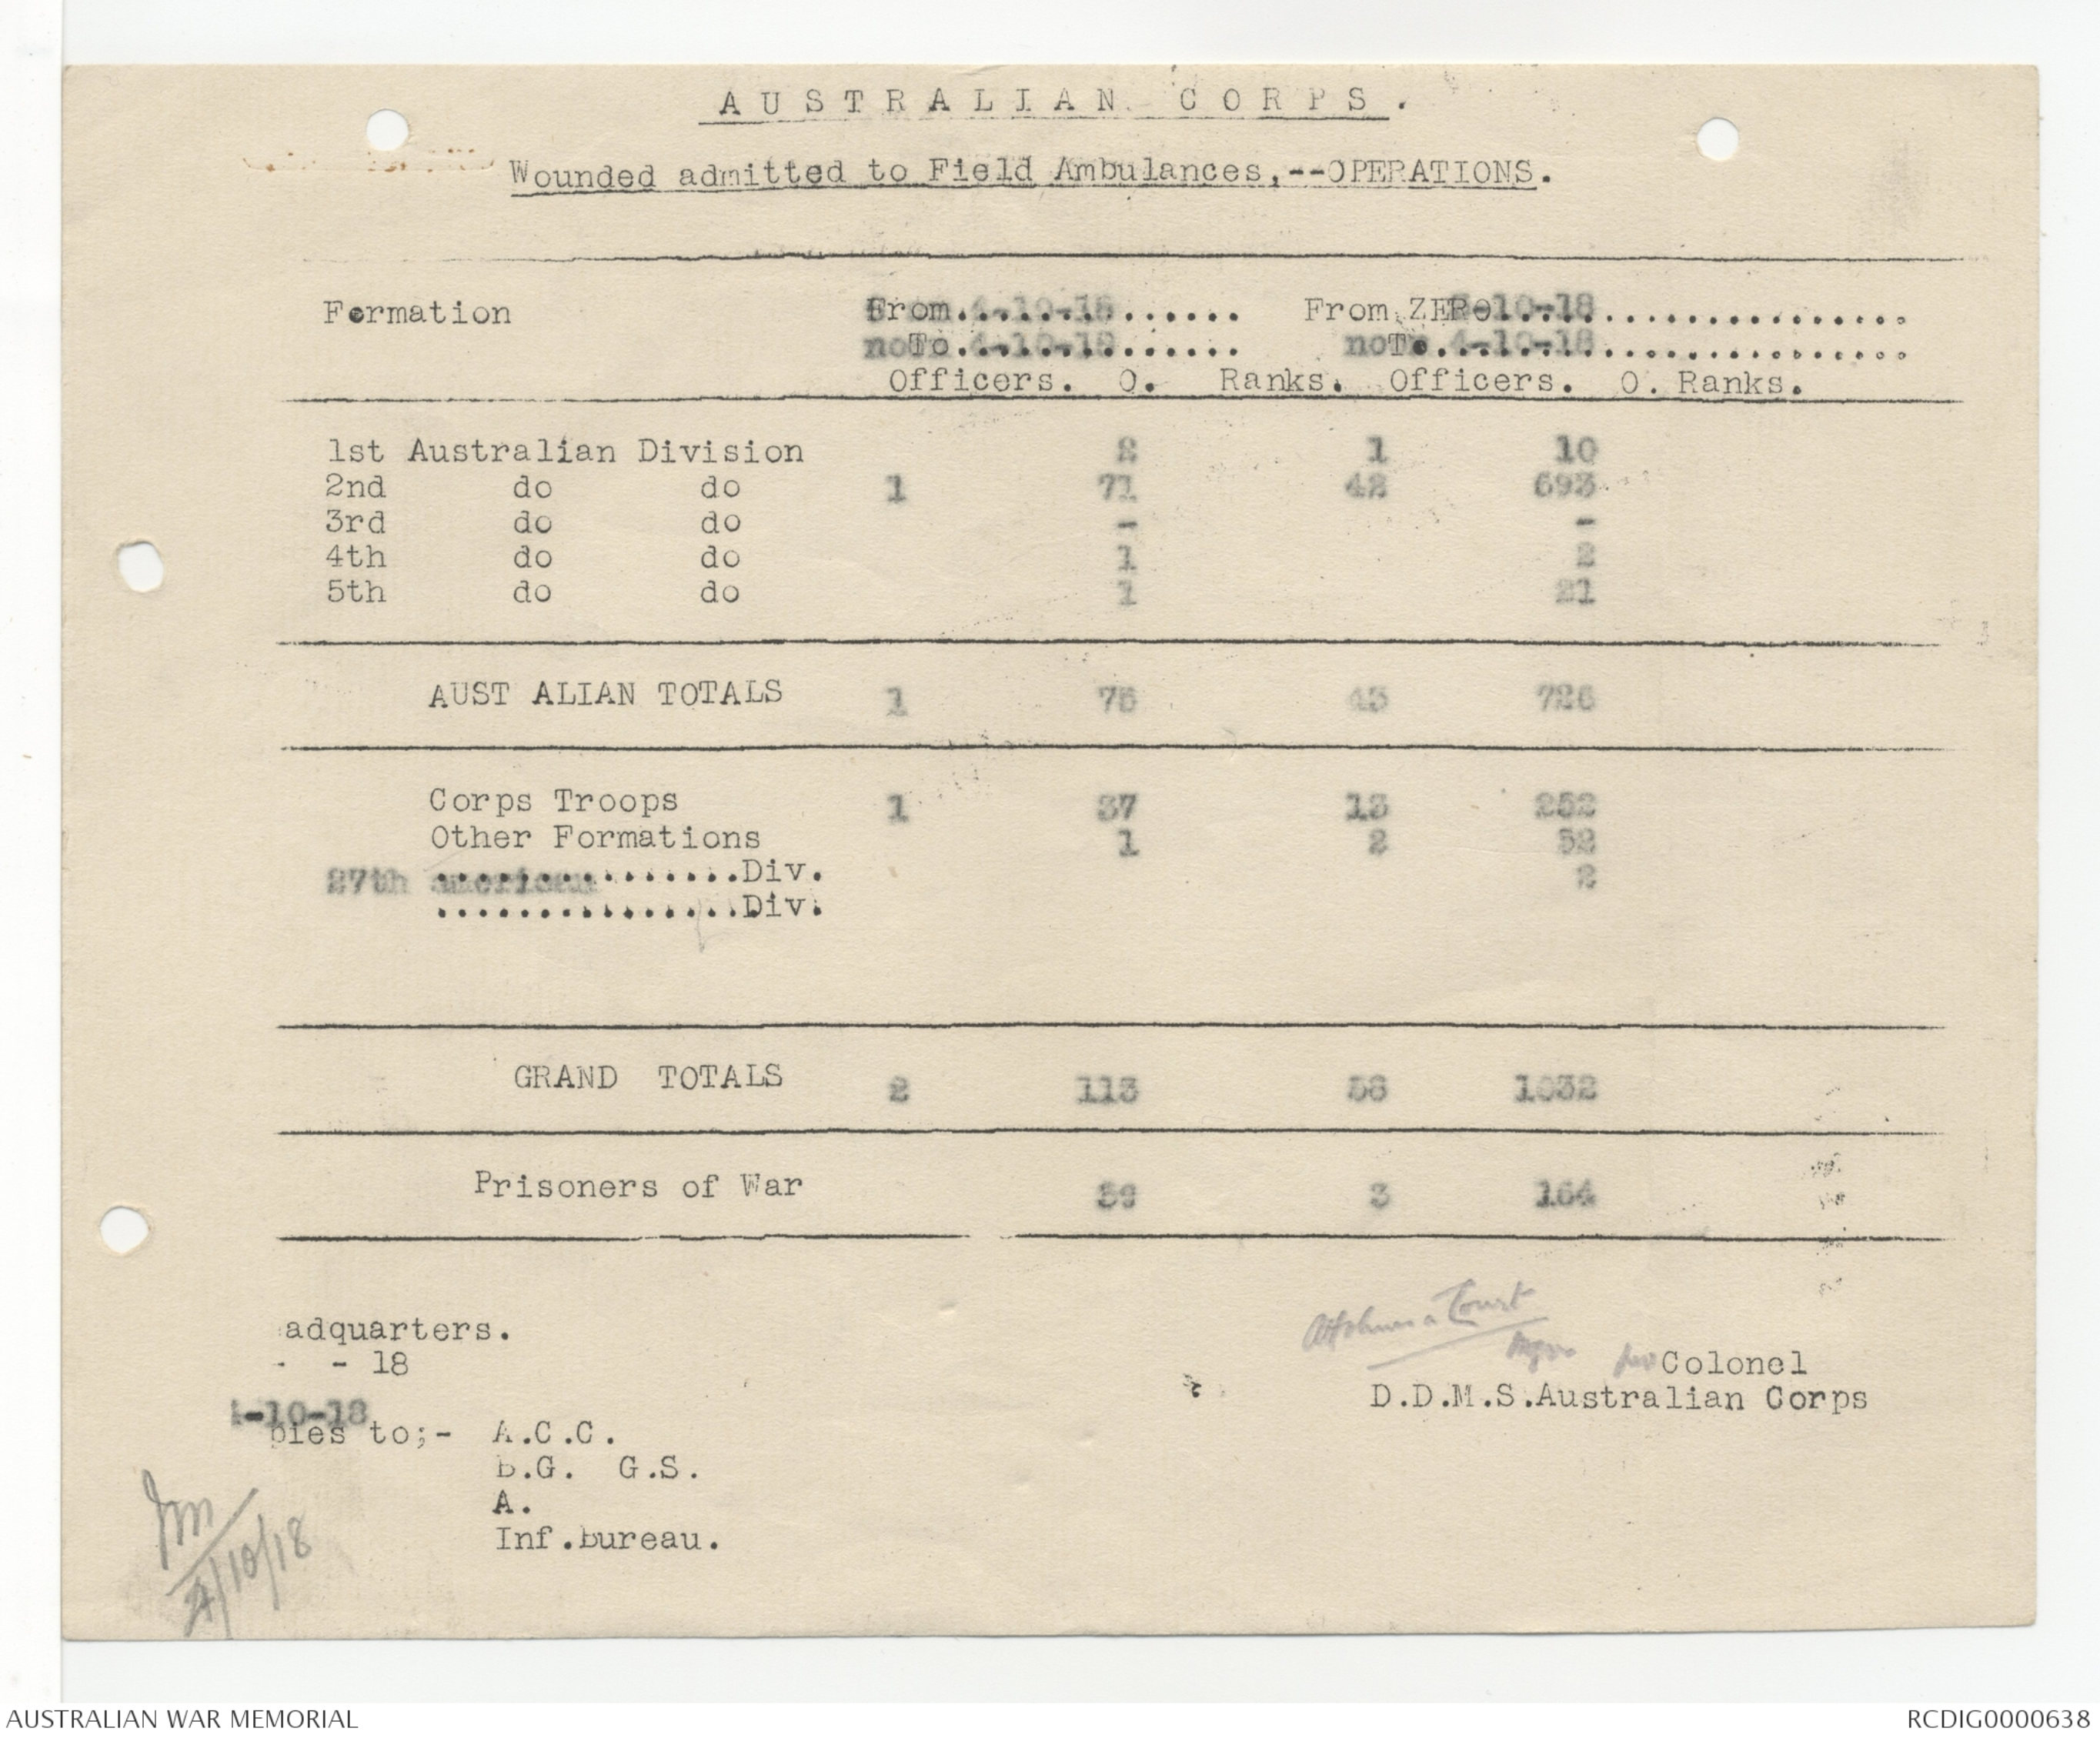 AUSTRALIAN CORPS.
Wounded admitted to Field Ambulances,--OPERATIONS.
Formation From 4-10-18 From ZERO 10-18
noTo 4-10-18 noTo 4-10-18
Officers. O. Ranks. Officers. O. Ranks.
1st Australian Division 2 1 10
2nd do do 1 71 42 693
3rd do do - -
4th do do 1 2
5th do do 1 21
AUST ALIAN TOTALS 1 75 43 726
Corps Troops 1 37 13 252
Other Formations 1 2 52
27th american ...............Div. 2
...............Div.
GRAND TOTALS 2 113 58 1032
Prisoners of War 3 164
adquarters.
- - 18
Colonel
D.D.M.S.Australian Corps
-10-18
pies to;- A.C.C.
B.G. G.S.
A.
Inf.bureau.
4/10/18
AUSTRALIAN WAR MEMORIAL
RCDIG0000638